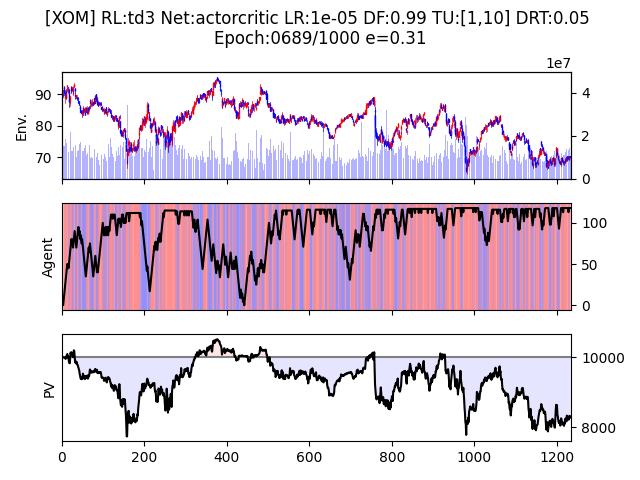 [XOM] RL:td3 Net:actorcritic LR:1e-05 DF:0.99 TU:[1,10] DRT:0.05
Epoch:0689/1000 e=0.31
1e7
Env.
90
80
70
4
2
0
Agent
100
50
0
PV
10000
8000
0 200 400 600 800 1000 1200